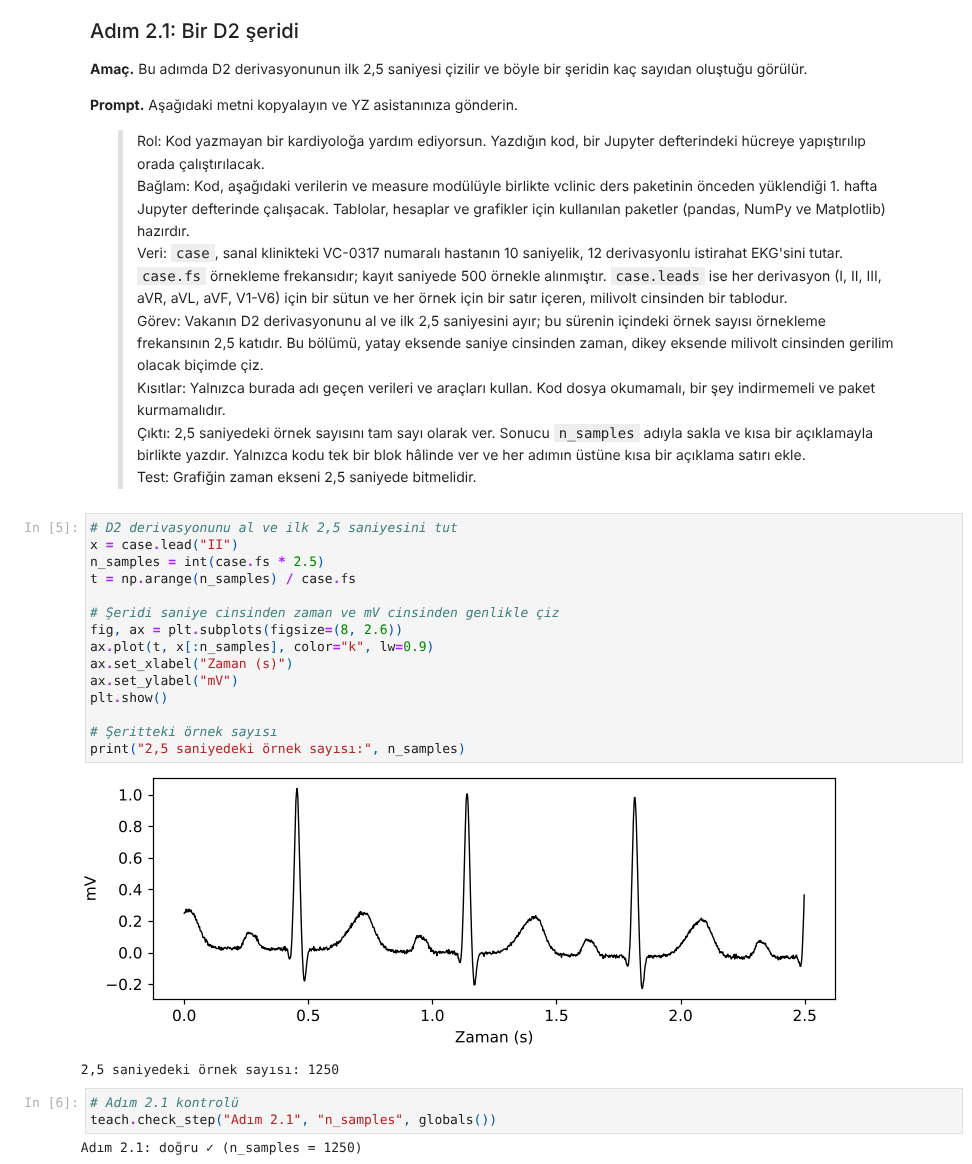 Adım 2.1: Bir D2 şeridi
Amaç. Bu adımda D2 derivasyonunun ilk 2,5 saniyesi çizilir ve böyle bir şeridin kaç sayıdan oluştuğu görülür.
Prompt. Aşağıdaki metni kopyalayın ve YZ asistanınıza gönderin.
Rol: Kod yazmayan bir kardiyoloğa yardım ediyorsun. Yazdığın kod, bir Jupyter defterindeki hücreye yapıştırılıp
orada çalıştırılacak.
Bağlam: Kod, aşağıdaki verilerin ve measure modülüyle birlikte vclinic ders paketinin önceden yüklendiği 1. hafta
Jupyter defterinde çalışacak. Tablolar, hesaplar ve grafikler için kullanılan paketler (pandas, NumPy ve Matplotlib)
hazırdır.
Veri: case , sanal klinikteki VC-0317 numaralı hastanın 10 saniyelik, 12 derivasyonlu istirahat EKG'sini tutar.
case.fs örnekleme frekansıdır; kayıt saniyede 500 örnekle alınmıştır. case.leads ise her derivasyon (I, II, III,
aVR, aVL, aVF, V1-V6) için bir sütun ve her örnek için bir satır içeren, milivolt cinsinden bir tablodur.
Görev: Vakanın D2 derivasyonunu al ve ilk 2,5 saniyesini ayır; bu sürenin içindeki örnek sayısı örnekleme
frekansının 2,5 katıdır. Bu bölümü, yatay eksende saniye cinsinden zaman, dikey eksende milivolt cinsinden gerilim
olacak biçimde çiz.
Kısıtlar: Yalnızca burada adı geçen verileri ve araçları kullan. Kod dosya okumamalı, bir şey indirmemeli ve paket
kurmamalıdır.
Çıktı: 2,5 saniyedeki örnek sayısını tam sayı olarak ver. Sonucu n_samples adıyla sakla ve kısa bir açıklamayla
birlikte yazdır. Yalnızca kodu tek bir blok hâlinde ver ve her adımın üstüne kısa bir açıklama satırı ekle.
Test: Grafiğin zaman ekseni 2,5 saniyede bitmelidir.
In [5]: # D2 derivasyonunu al ve ilk 2,5 saniyesini tut
x = case.lead("II")
n_samples = int(case.fs * 2.5)
t = np.arange(n_samples) / case.fs
# Şeridi saniye cinsinden zaman ve mV cinsinden genlikle çiz
fig, ax = plt.subplots(figsize=(8, 2.6))
ax.plot(t, x[:n_samples], color="k", lw=0.9)
ax.set_xlabel("Zaman (s)")
ax.set_ylabel("mV")
plt.show()
# Şeritteki örnek sayısı
print("2,5 saniyedeki örnek sayısı:", n_samples)
1.0
0.8
0.6
0.4
0.2
0.0
−0.2
mV
0.0 0.5 1.0 1.5 2.0 2.5
Zaman (s)
2,5 saniyedeki örnek sayısı: 1250
In [6]: # Adım 2.1 kontrolü
teach.check_step("Adım 2.1", "n_samples", globals())
Adım 2.1: doğru ✓ (n_samples = 1250)